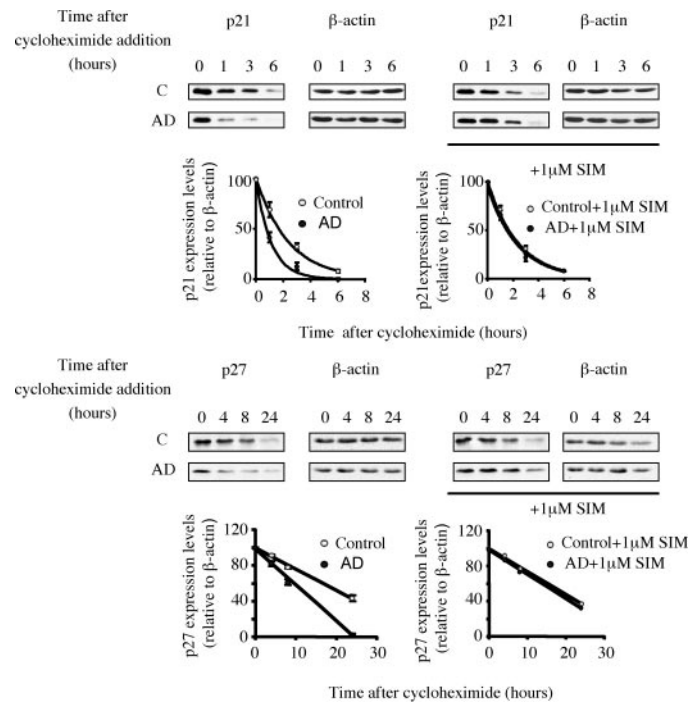 Time after
cycloheximide addition
(hours)
p21 β-actin p21 β-actin
0 1 3 6 0 1 3 6 0 1 3 6 0 1 3 6
C
AD
+1μM SIM
p21 expression levels
(relative to β-actin)
100
50
0
0 2 4 6 8
Control
AD
p21expression levels
(relative to β-actin)
100
50
0
0 2 4 6 8
Control+1μM SIM
AD+1μM SIM
Time after cycloheximide (hours)
Time after
cycloheximide addition
(hours)
p27 β-actin p27 β-actin
0 4 8 24 0 4 8 24 0 4 8 24 0 4 8 24
C
AD
+1μM SIM
p27 expression levels
(relative to β-actin)
120
80
40
0
0 10 20 30
Control
AD
p27 expression levels
(relative to β-actin)
120
80
40
0
0 10 20 30
Control+1μM SIM
AD+1μM SIM
Time after cycloheximide (hours)